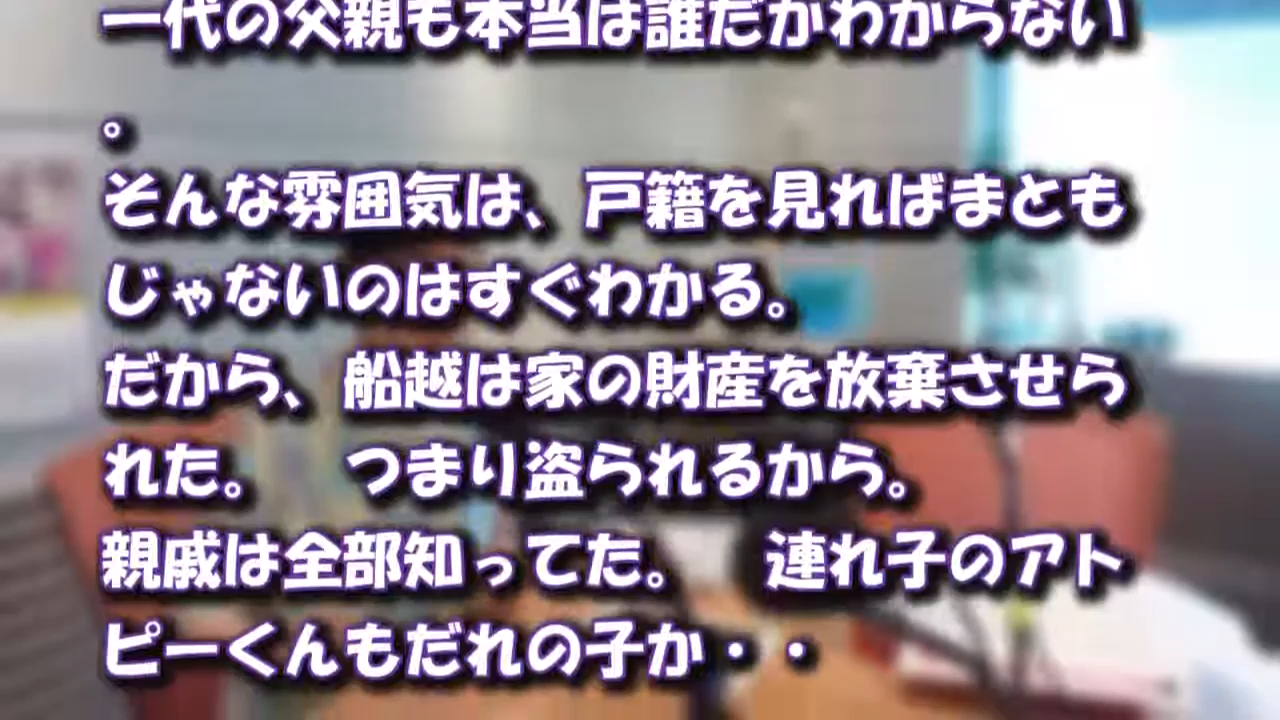 一代の父親も本当は誰だかわからない
。
そんな雰囲気は、戸籍を見ればまとも
じゃないのはすぐわかる。
だから、船越は家の財産を放棄させら
れた。　つまり盗られるから。
親戚は全部知ってた。　連れ子のアト
ピーくんもだれの子か・・